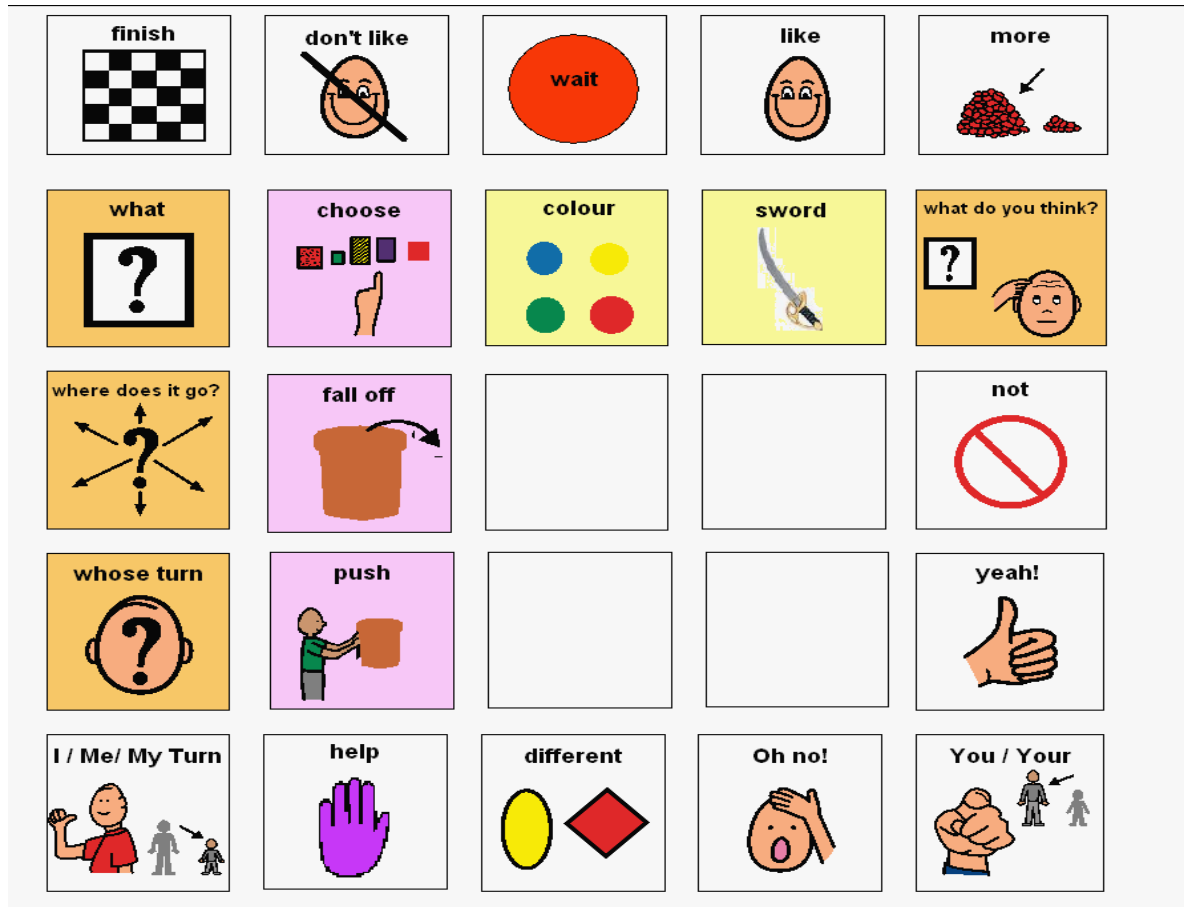 finish
don't like
wait
like
more
what
?
choose
colour
sword
what do you think?
?
where does it go?
?
fall off
not
whose turn
?
push
yeah!
I / Me/ My Turn
help
different
Oh no!
You / Your